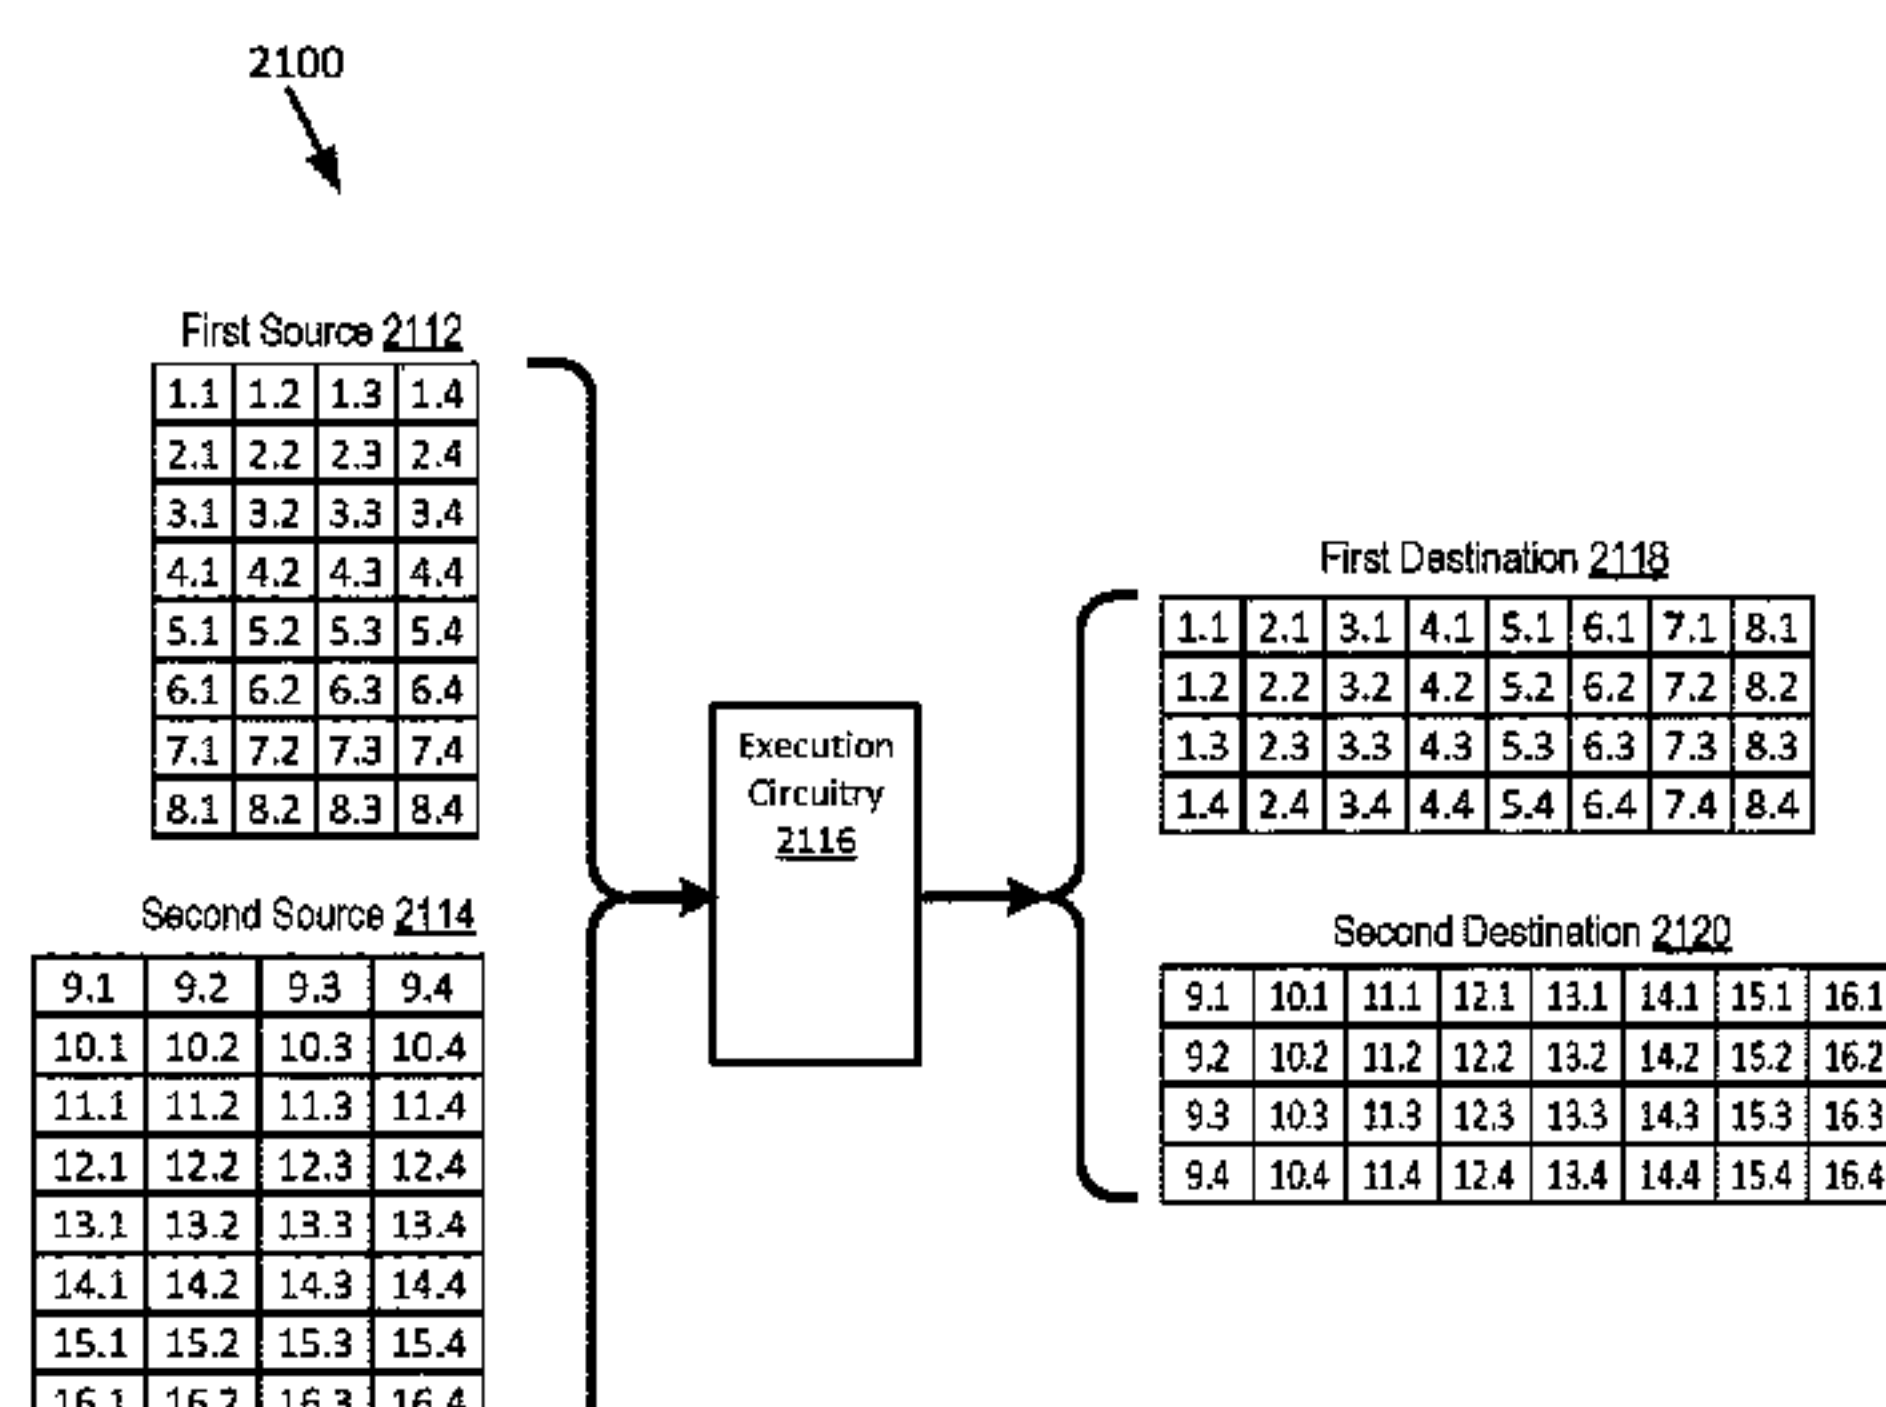 2100
First Source 2112
1.1 1.2 1.3 1.4
2.1 2.2 2.3 2.4
3.1 3.2 3.3 3.4
4.1 4.2 4.3 4.4
5.1 5.2 5.3 5.4
6.1 6.2 6.3 6.4
7.1 7.2 7.3 7.4
8.1 8.2 8.3 8.4
Second Source 2114
9.1 9.2 9.3 9.4
10.1 10.2 10.3 10.4
11.1 11.2 11.3 11.4
12.1 12.2 12.3 12.4
13.1 13.2 13.3 13.4
14.1 14.2 14.3 14.4
15.1 15.2 15.3 15.4
16.1 16.2 16.3 16.4
Execution
Circuitry
2116
First Destination 2118
1.1 2.1 3.1 4.1 5.1 6.1 7.1 8.1
1.2 2.2 3.2 4.2 5.2 6.2 7.2 8.2
1.3 2.3 3.3 4.3 5.3 6.3 7.3 8.3
1.4 2.4 3.4 4.4 5.4 6.4 7.4 8.4
Second Destination 2120
9.1 10.1 11.1 12.1 13.1 14.1 15.1 16.1
9.2 10.2 11.2 12.2 13.2 14.2 15.2 16.2
9.3 10.3 11.3 12.3 13.3 14.3 15.3 16.3
9.4 10.4 11.4 12.4 13.4 14.4 15.4 16.4